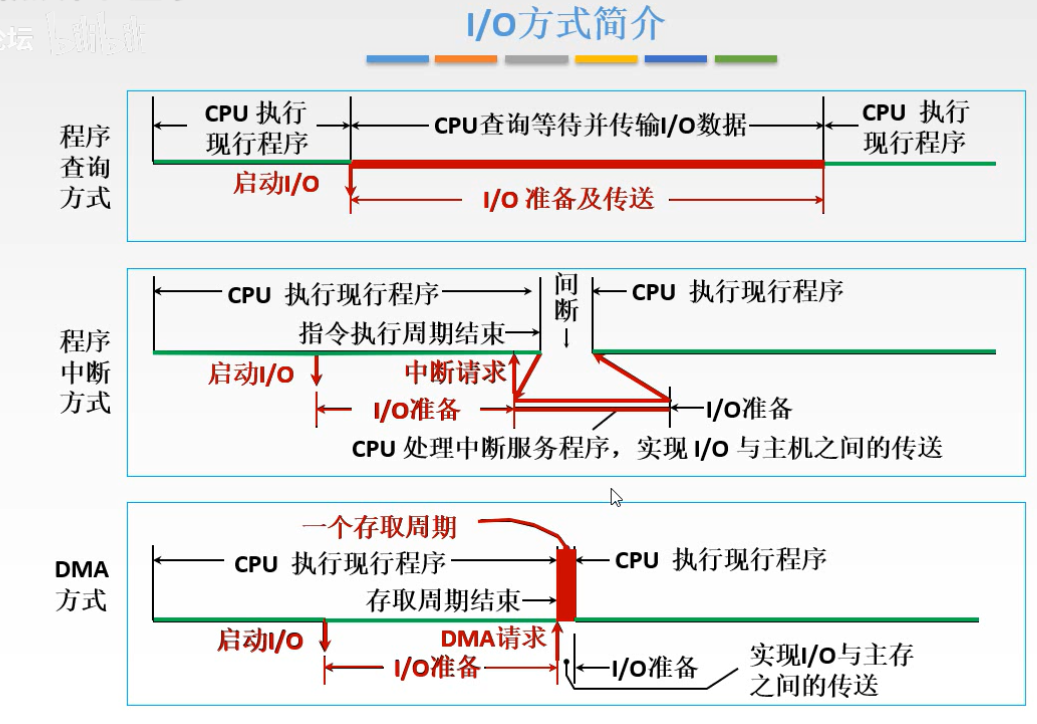 坛 bilibili
I/O方式简介
程序
查询
方式
CPU 执行
现行程序
CPU查询等待并传输I/O数据
CPU 执行
现行程序
启动I/O
I/O 准备及传送
程序
中断
方式
CPU 执行现行程序
间
断
CPU 执行现行程序
指令执行周期结束
启动I/O
中断请求
I/O准备
I/O准备
CPU 处理中断服务程序，实现 I/O 与主机之间的传送
DMA
方式
一个存取周期
CPU 执行现行程序
CPU 执行现行程序
存取周期结束
启动I/O
DMA请求
I/O准备
I/O准备
实现I/O与主存
之间的传送